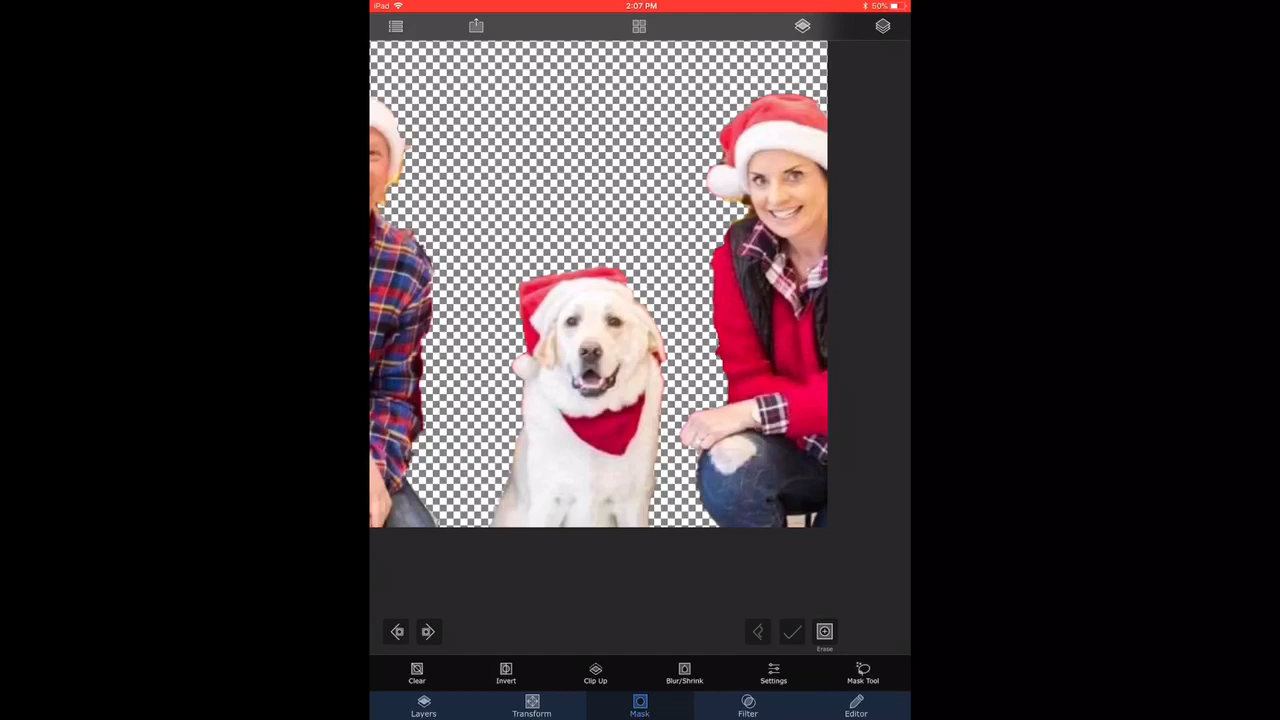 iPad 2:07 PM 50%
Erase
Clear Invert Clip Up Blur/Shrink Settings Mask Tool
Layers Transform Mask Filter Editor